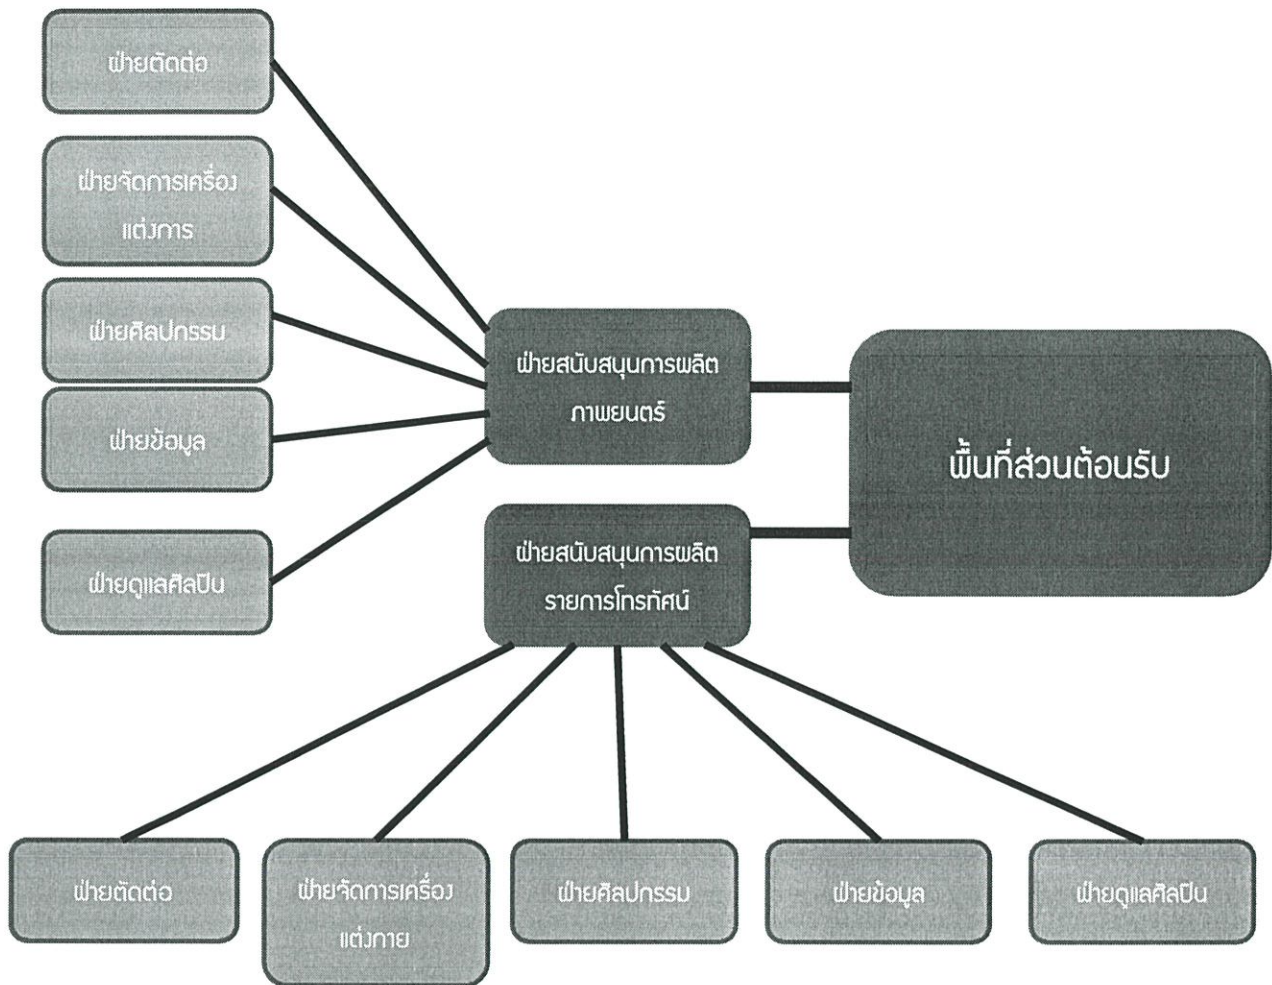 ฝ่ายตัดต่อ
ฝ่ายจัดการเครื่อง
แต่งการ
ฝ่ายศิลปกรรม
ฝ่ายข้อมูล
ฝ่ายดูแลศิลปิน
ฝ่ายสนับสนุนการผลิต
ภาพยนตร์
พื้นที่ส่วนต้อนรับ
ฝ่ายสนับสนุนการผลิต
รายการโทรทัศน์
ฝ่ายตัดต่อ
ฝ่ายจัดการเครื่อง
แต่งกาย
ฝ่ายศิลปกรรม
ฝ่ายข้อมูล
ฝ่ายดูแลศิลปิน